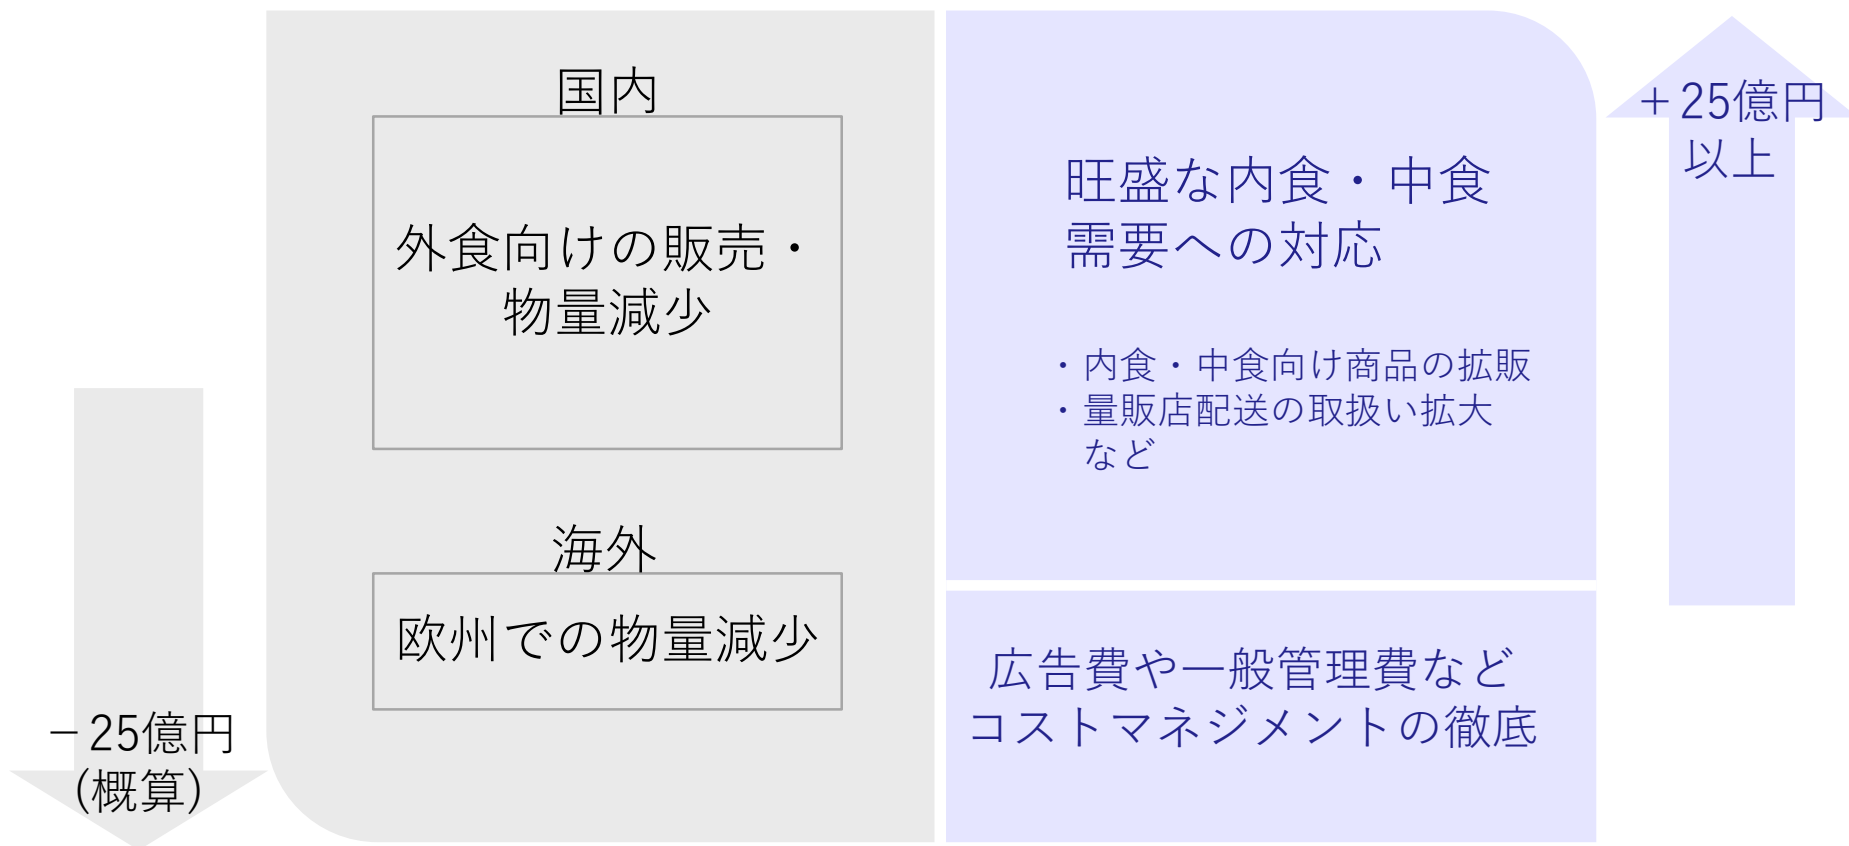 国内
外食向けの販売・
物量減少
海外
欧州での物量減少
－25億円
(概算)
旺盛な内食・中食
需要への対応
・内食・中食向け商品の拡販
・量販店配送の取扱い拡大
など
広告費や一般管理費など
コストマネジメントの徹底
＋25億円
以上